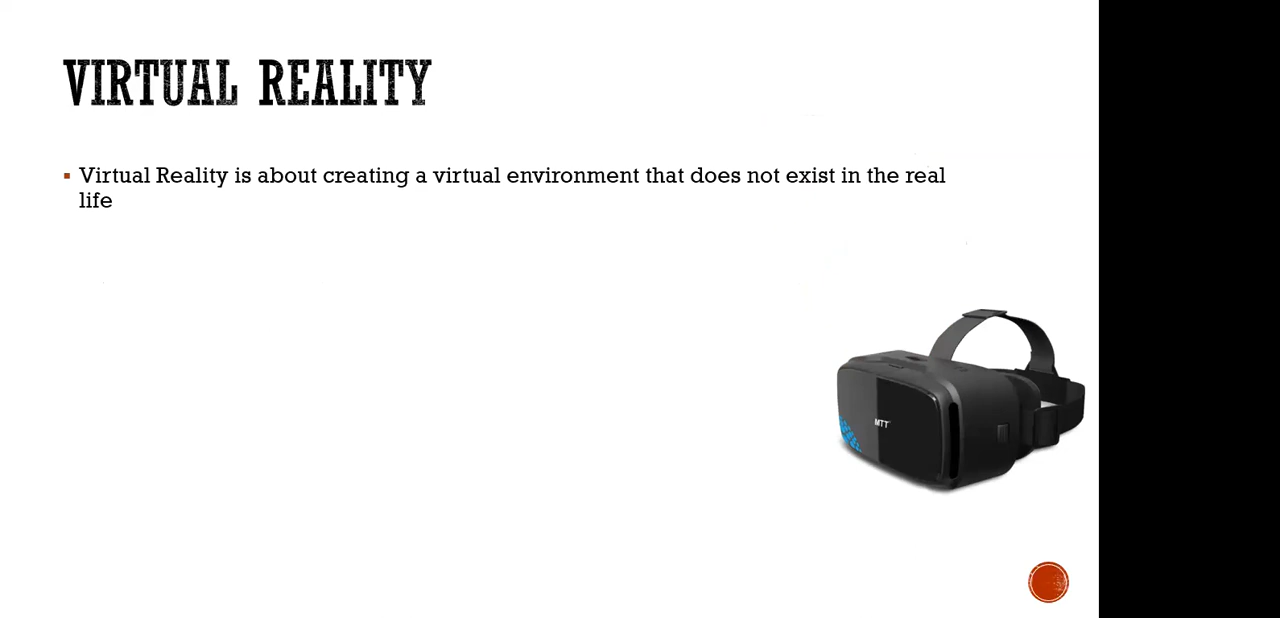 VIRTUAL REALITY
Virtual Reality is about creating a virtual environment that does not exist in the real
life
MTT